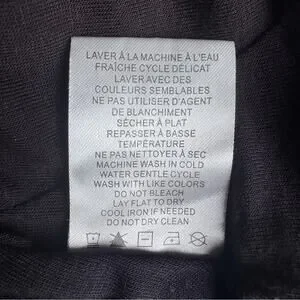 LAVER À LA MACHINE À L'EAU
FRAÎCHE CYCLE DÉLICAT
LAVER AVEC DES
COULEURS SEMBLABLES
NE PAS UTILISER D'AGENT
DE BLANCHIMENT
SÉCHER À PLAT
REPASSER À BASSE
TEMPÉRATURE
NE PAS NETTOYER À SEC
MACHINE WASH IN COLD
WATER GENTLE CYCLE
WASH WITH LIKE COLORS
DO NOT BLEACH
LAY FLAT TO DRY
COOL IRON IF NEEDED
DO NOT DRY CLEAN